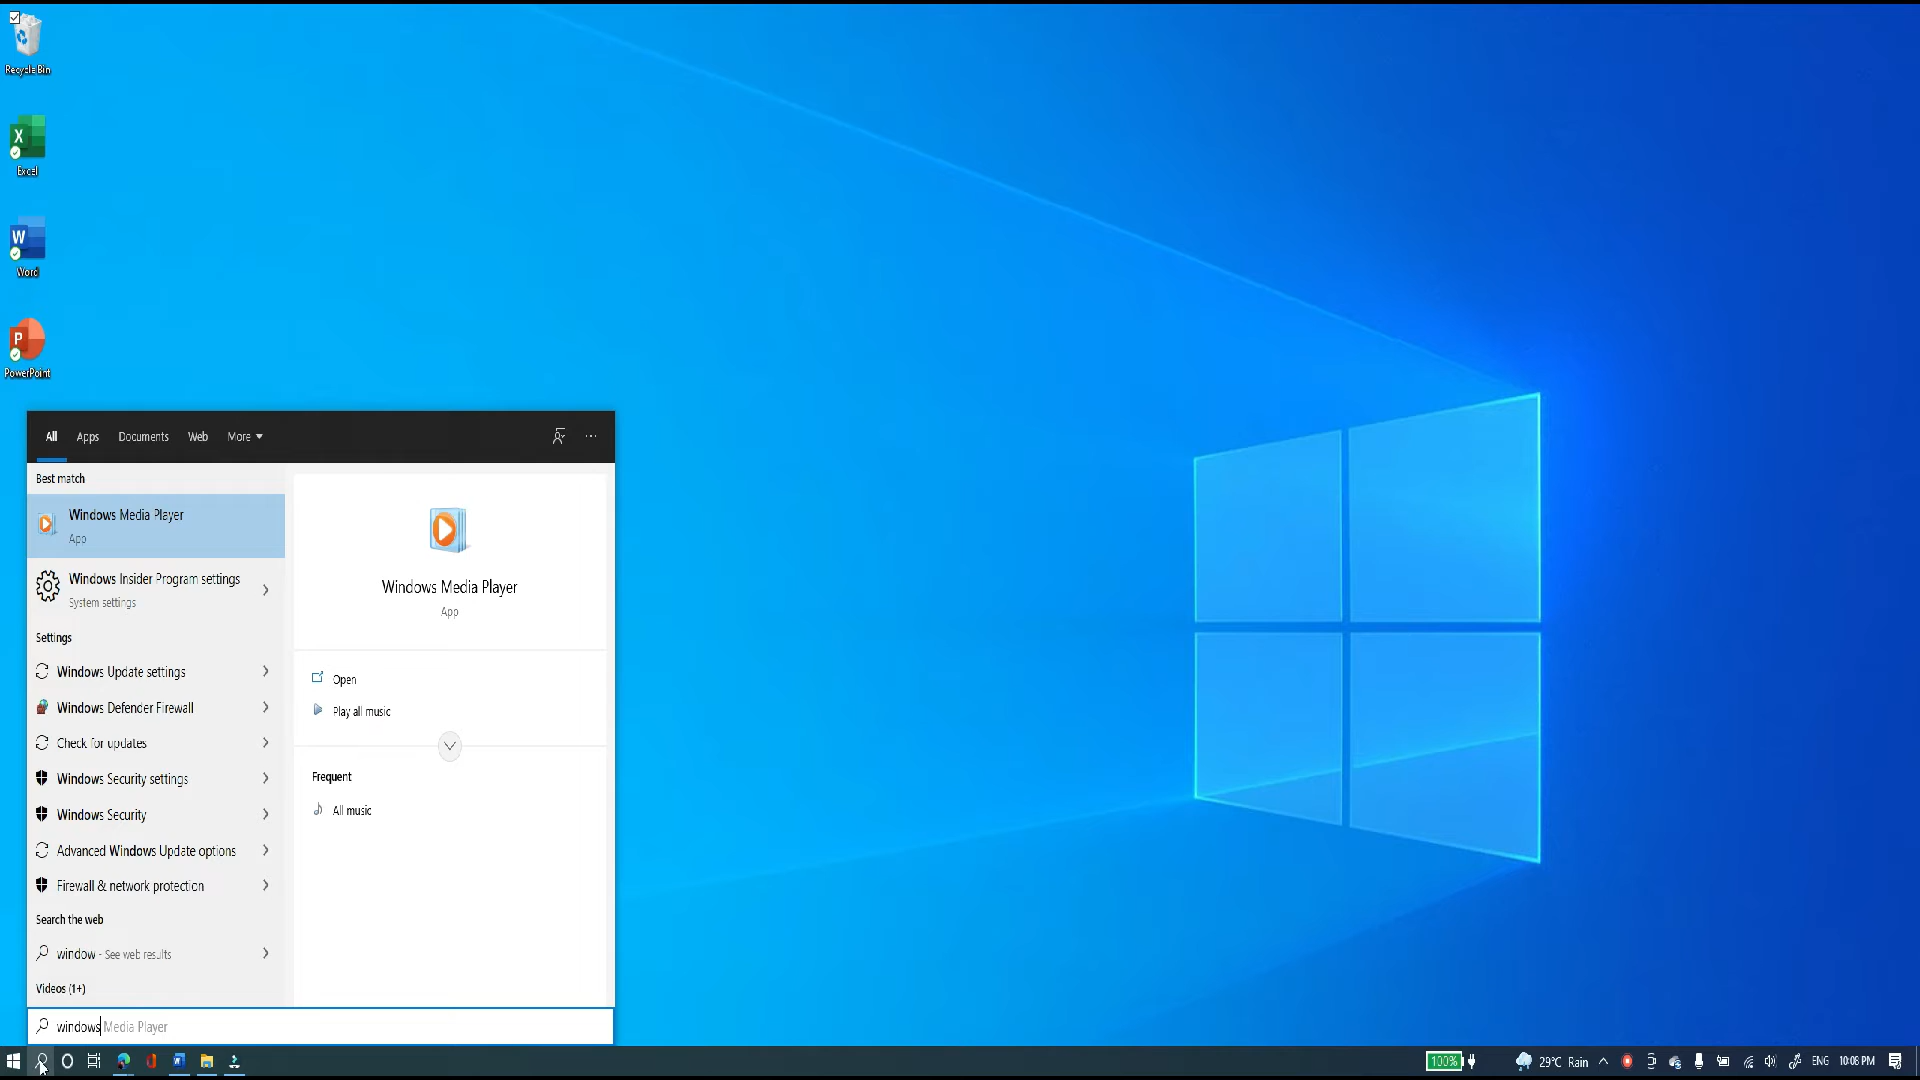 Recycle Bin
Excel
Word
PowerPoint
All Apps Documents Web More
Best match
Windows Media Player
App
Windows Insider Program settings
System settings
Settings
Windows Update settings
Windows Defender Firewall
Check for updates
Windows Security settings
Windows Security
Advanced Windows Update options
Firewall & network protection
Search the web
window - See web results
Videos (1+)
windows Media Player
Windows Media Player
App
Open
Play all music
Frequent
All music
100%
29°C Rain
ENG
10:08 PM